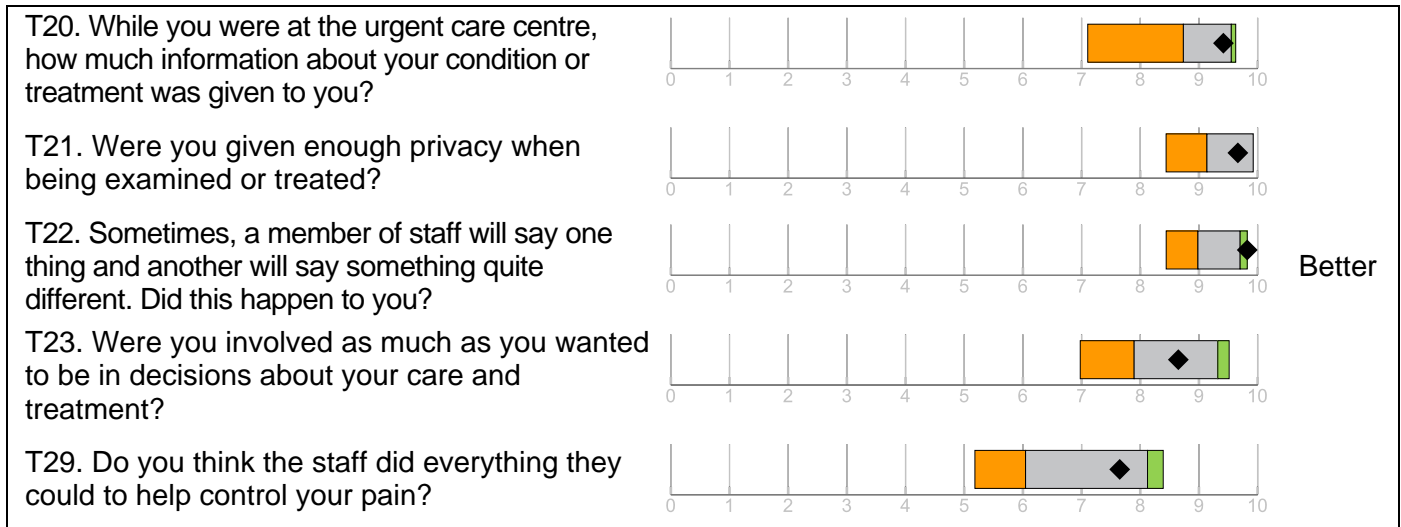 T20. While you were at the urgent care centre,
how much information about your condition or
treatment was given to you?
0 1 2 3 4 5 6 7 8 9 10
T21. Were you given enough privacy when
being examined or treated?
0 1 2 3 4 5 6 7 8 9 10
T22. Sometimes, a member of staff will say one
thing and another will say something quite
different. Did this happen to you?
0 1 2 3 4 5 6 7 8 9 10
Better
T23. Were you involved as much as you wanted
to be in decisions about your care and
treatment?
0 1 2 3 4 5 6 7 8 9 10
T29. Do you think the staff did everything they
could to help control your pain?
0 1 2 3 4 5 6 7 8 9 10